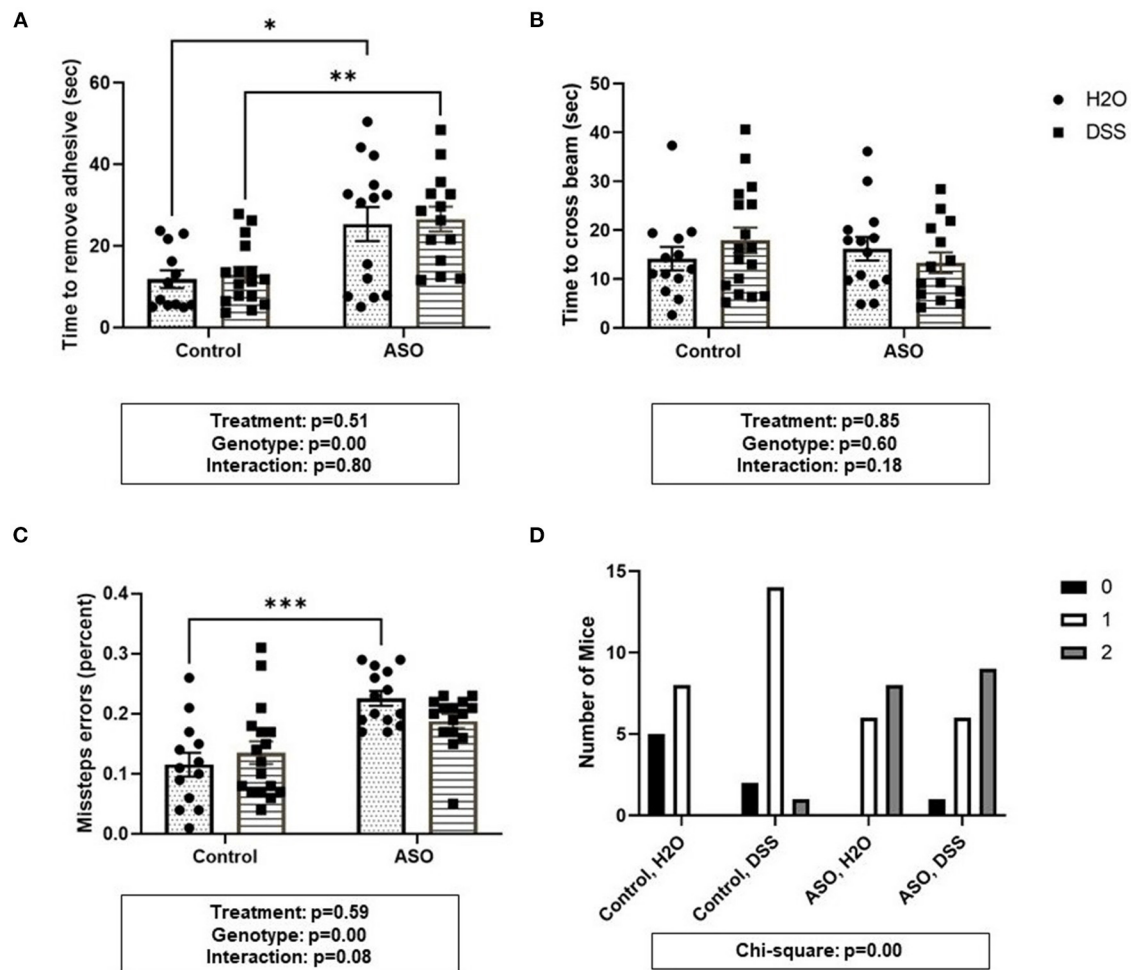 A
*
**
Time to remove adhesive (sec)
60
40
20
0
Control
ASO
Treatment: p=0.51
Genotype: p=0.00
Interaction: p=0.80
B
Time to cross beam (sec)
50
40
30
20
10
0
Control
ASO
H2O
DSS
Treatment: p=0.85
Genotype: p=0.60
Interaction: p=0.18
C
***
Missteps errors (percent)
0.4
0.3
0.2
0.1
0.0
Control
ASO
Treatment: p=0.59
Genotype: p=0.00
Interaction: p=0.08
D
Number of Mice
15
10
5
0
Control, H2O
Control, DSS
ASO, H2O
ASO, DSS
0
1
2
Chi-square: p=0.00